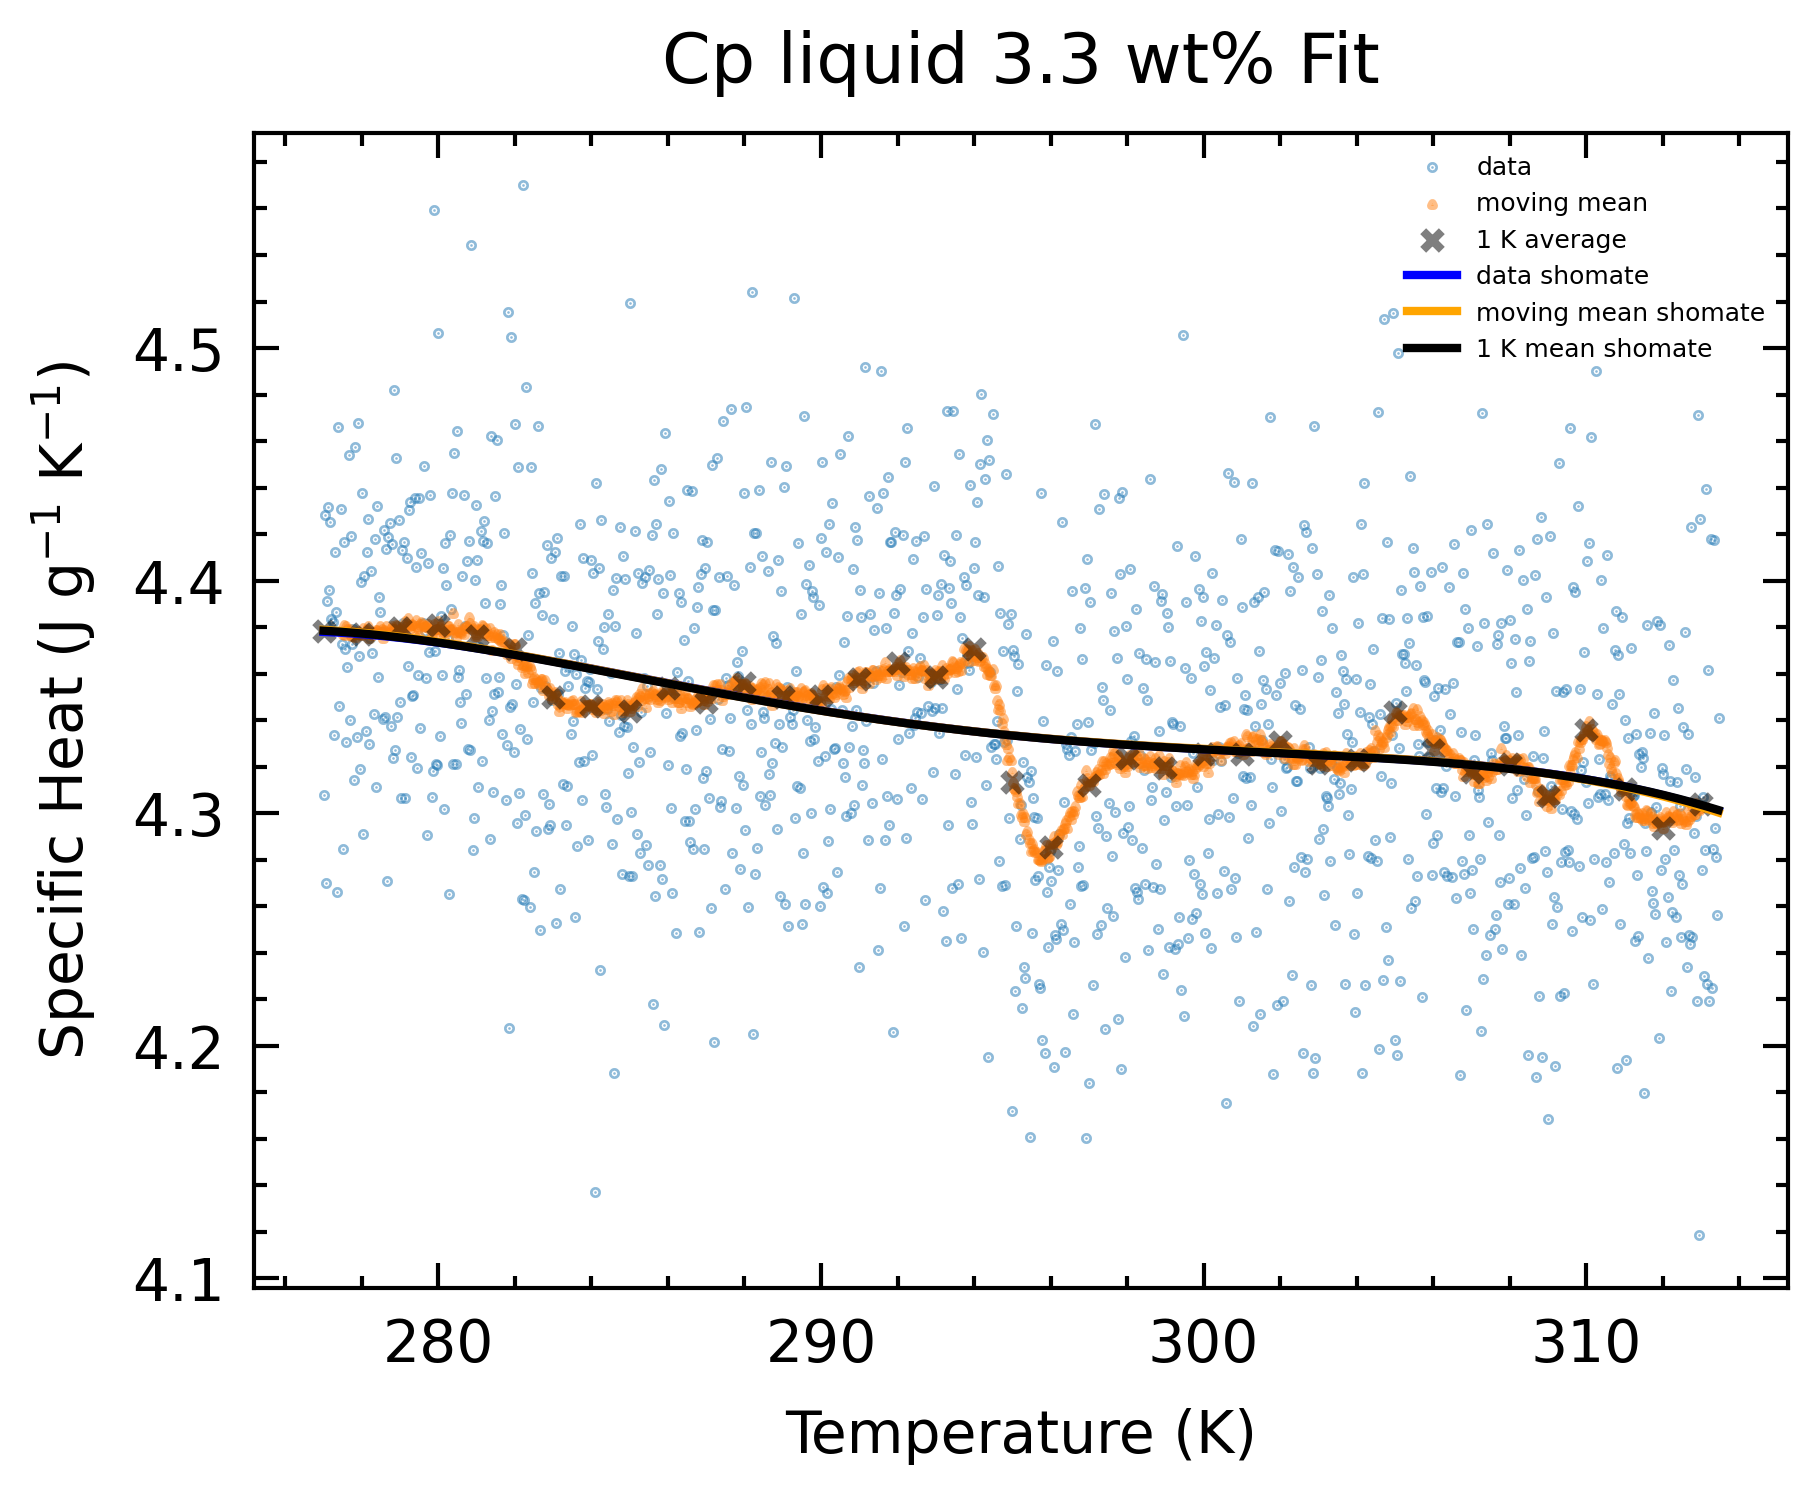 Cp liquid 3.3 wt% Fit
data
moving mean
1 K average
data shomate
moving mean shomate
1 K mean shomate
Specific Heat (J g⁻¹ K⁻¹)
4.5
4.4
4.3
4.2
4.1
280 290 300 310
Temperature (K)